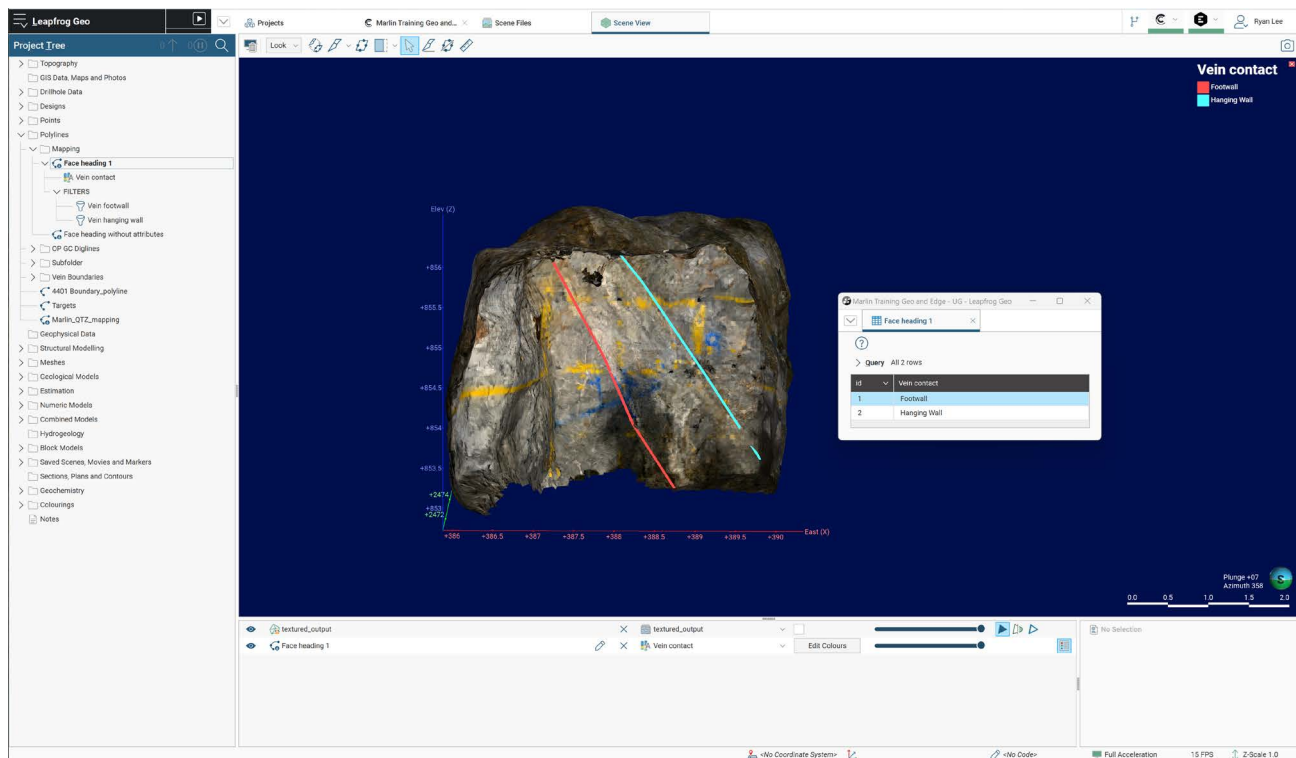 Leapfrog Geo
Projects
Marlin Training Geo and...
Scene Files
Scene View
Ryan Lee
Project Tree
0
0
Look
Topography
GIS Data, Maps and Photos
Drillhole Data
Designs
Points
Polylines
Mapping
Face heading 1
Vein contact
FILTERS
Vein footwall
Vein hanging wall
Face heading without attributes
CP GC Diglines
Subfolder
Vein Boundaries
4401 Boundary_polyline
Targets
Marlin_QTZ_mapping
Geophysical Data
Structural Modelling
Meshes
Geological Models
Estimation
Numeric Models
Combined Models
Hydrogeology
Block Models
Saved Scenes, Movies and Markers
Sections, Plans and Contours
Geochemistry
Colourings
Notes
Vein contact
Footwall
Hanging Wall
Elev (Z)
+856
+855.5
+855
+854.5
+854
+853.5
+2474
+853
+2472
+386 +386.5 +387 +387.5 +388 +388.5 +389 +389.5 +390
East (X)
Marlin Training Geo and Edge - UG - Leapfrog Geo
Face heading 1
Query All 2 rows
id Vein contact
1 Footwall
2 Hanging Wall
Plunge +07
Azimuth 358
S
0.0 0.5 1.0 1.5 2.0
textured_output
textured_output
Face heading 1
Vein contact
Edit Colours
No Selection
<No Coordinate System>
<No Code>
Full Acceleration
15 FPS
Z-Scale 1.0